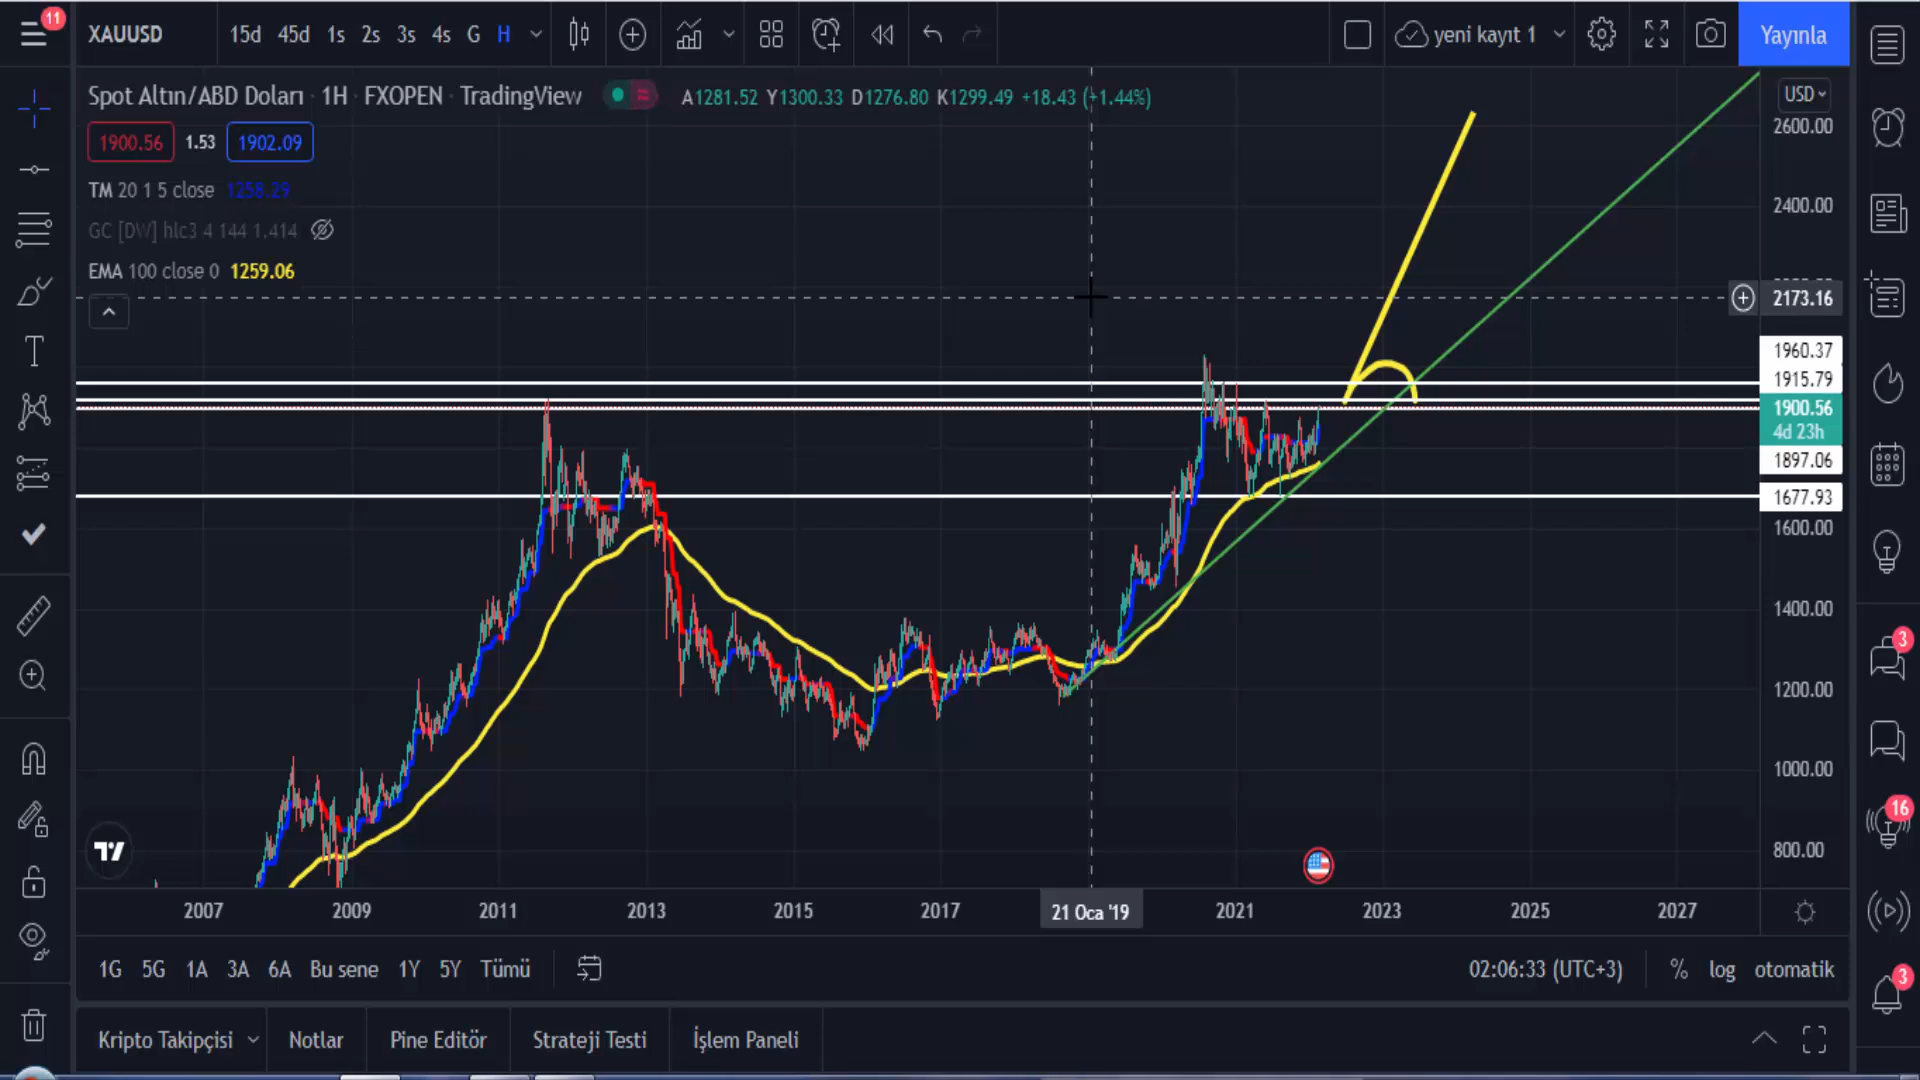 11
XAUUSD 15d 45d 1s 2s 3s 4s G H yeni kayıt 1 Yayınla
Spot Altın/ABD Doları · 1H · FXOPEN · TradingView A1281.52 Y1300.33 D1276.80 K1299.49 +18.43 (+1.44%)
1900.56 1.53 1902.09
TM 20 1 5 close 1258.29
GC [DW] hlc3 4 144 1.414
EMA 100 close 0 1259.06
USD
2600.00
2400.00
2173.16
1960.37
1915.79
1900.56
4d 23h
1897.06
1677.93
1600.00
1400.00
1200.00
1000.00
800.00
3
16
3
2007 2009 2011 2013 2015 2017 21 Oca '19 2021 2023 2025 2027
1G 5G 1A 3A 6A Bu sene 1Y 5Y Tümü 02:06:33 (UTC+3) % log otomatik
Kripto Takipçisi Notlar Pine Editör Strateji Testi İşlem Paneli